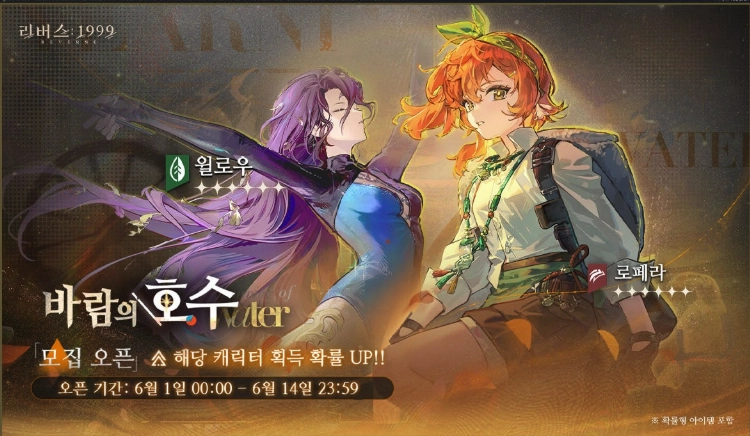 리버스:1999
REVERSE
WATER
윌로우
로페라
바람의 호수
of
water
「모집 오픈」 해당 캐릭터 획득 확률 UP!!
오픈 기간: 6월 1일 00:00 - 6월 14일 23:59
※ 확률형 아이템 포함